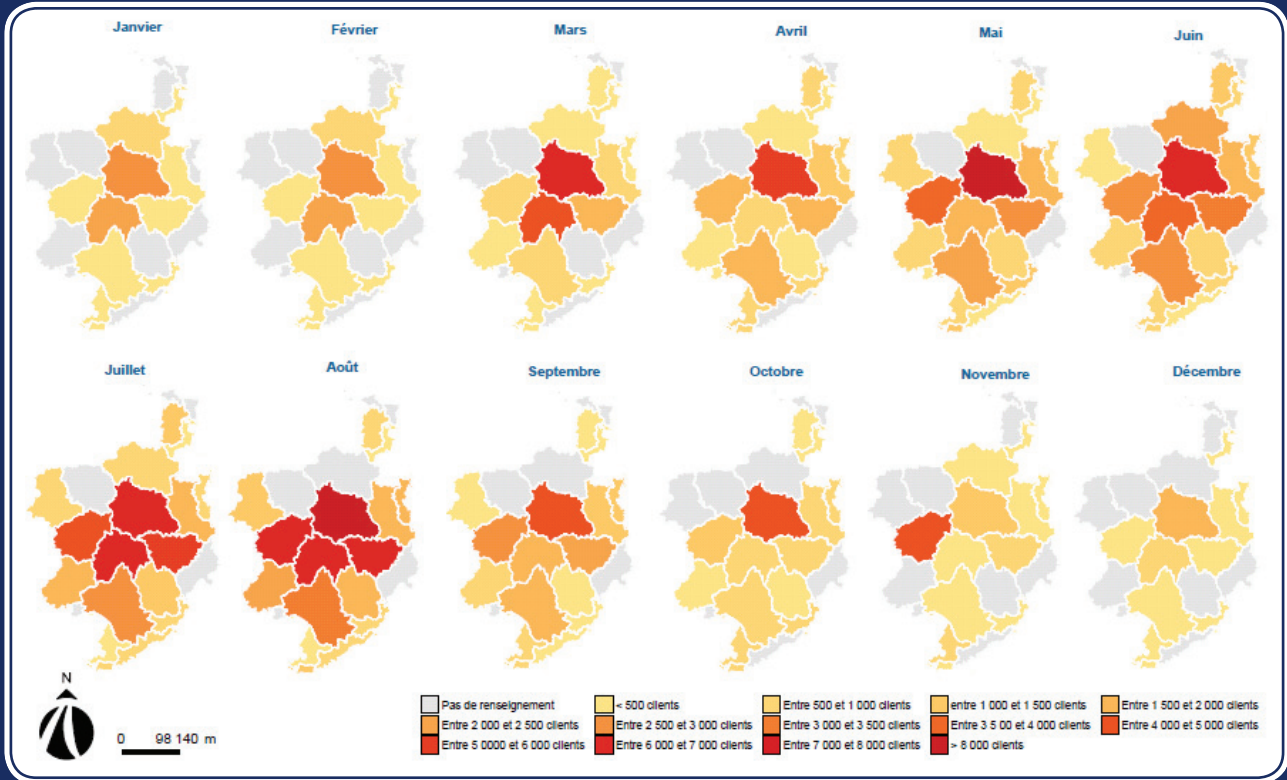 Janvier
Février
Mars
Avril
Mai
Juin
Juillet
Août
Septembre
Octobre
Novembre
Décembre
N
0 98 140 m
Pas de renseignement
< 500 clients
Entre 500 et 1 000 clients
entre 1 000 et 1 500 clients
Entre 1 500 et 2 000 clients
Entre 2 000 et 2 500 clients
Entre 2 500 et 3 000 clients
Entre 3 000 et 3 500 clients
Entre 3 5 00 et 4 000 clients
Entre 4 000 et 5 000 clients
Entre 5 0000 et 6 000 clients
Entre 6 000 et 7 000 clients
Entre 7 000 et 8 000 clients
> 8 000 clients